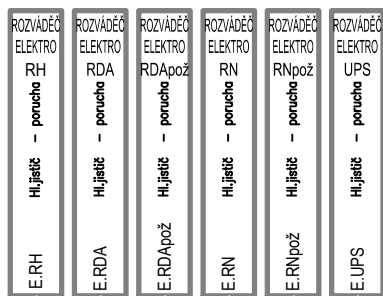 ROZVÁDĚČ
ELEKTRO
RH
Hl.jistič – porucha
E.RH
ROZVÁDĚČ
ELEKTRO
RDA
Hl.jistič – porucha
E.RDA
ROZVÁDĚČ
ELEKTRO
RDApož
Hl.jistič – porucha
E.RDApož
ROZVÁDĚČ
ELEKTRO
RN
Hl.jistič – porucha
E.RN
ROZVÁDĚČ
ELEKTRO
RNpož
Hl.jistič – porucha
E.RNpož
ROZVÁDĚČ
ELEKTRO
UPS
Hl.jistič – porucha
E.UPS